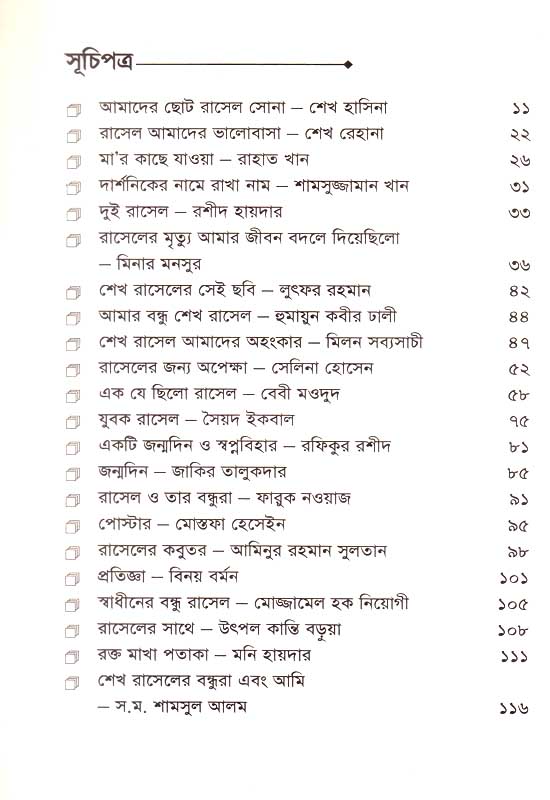 সূচিপত্র
আমাদের ছোট রাসেল সোনা – শেখ হাসিনা ১১
রাসেল আমাদের ভালোবাসা – শেখ রেহানা ২২
মা'র কাছে যাওয়া – রাহাত খান ২৬
দার্শনিকের নামে রাখা নাম – শামসুজ্জামান খান ৩১
দুই রাসেল – রশীদ হায়দার ৩৩
রাসেলের মৃত্যু আমার জীবন বদলে দিয়েছিলো
– মিনার মনসুর ৩৬
শেখ রাসেলের সেই ছবি – লুৎফর রহমান ৪২
আমার বন্ধু শেখ রাসেল – হুমায়ুন কবীর ঢালী ৪৪
শেখ রাসেল আমাদের অহংকার – মিলন সব্যসাচী ৪৭
রাসেলের জন্য অপেক্ষা – সেলিনা হোসেন ৫২
এক যে ছিলো রাসেল – বেবী মওদুদ ৫৮
যুবক রাসেল – সৈয়দ ইকবাল ৭৫
একটি জন্মদিন ও স্বপ্নবিহার – রফিকুর রশীদ ৮১
জন্মদিন – জাকির তালুকদার ৮৫
রাসেল ও তার বন্ধুরা – ফারুক নওয়াজ ৯১
পোস্টার – মোস্তফা হেসেইন ৯৫
রাসেলের কবুতর – আমিনুর রহমান সুলতান ৯৮
প্রতিজ্ঞা – বিনয় বর্মন ১০১
স্বাধীনের বন্ধু রাসেল – মোজ্জামেল হক নিয়োগী ১০৫
রাসেলের সাথে – উৎপল কান্তি বড়ুয়া ১০৮
রক্ত মাখা পতাকা – মনি হায়দার ১১১
শেখ রাসেলের বন্ধুরা এবং আমি
– স.ম. শামসুল আলম ১১৬